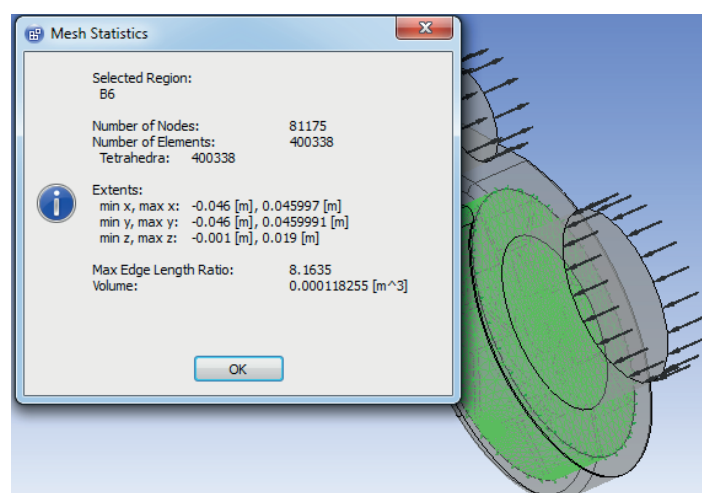 Mesh Statistics
Selected Region:
B6
Number of Nodes: 81175
Number of Elements: 400338
Tetrahedra: 400338
Extents:
min x, max x: -0.046 [m], 0.045997 [m]
min y, max y: -0.046 [m], 0.0459991 [m]
min z, max z: -0.001 [m], 0.019 [m]
Max Edge Length Ratio: 8.1635
Volume: 0.000118255 [m^3]
OK